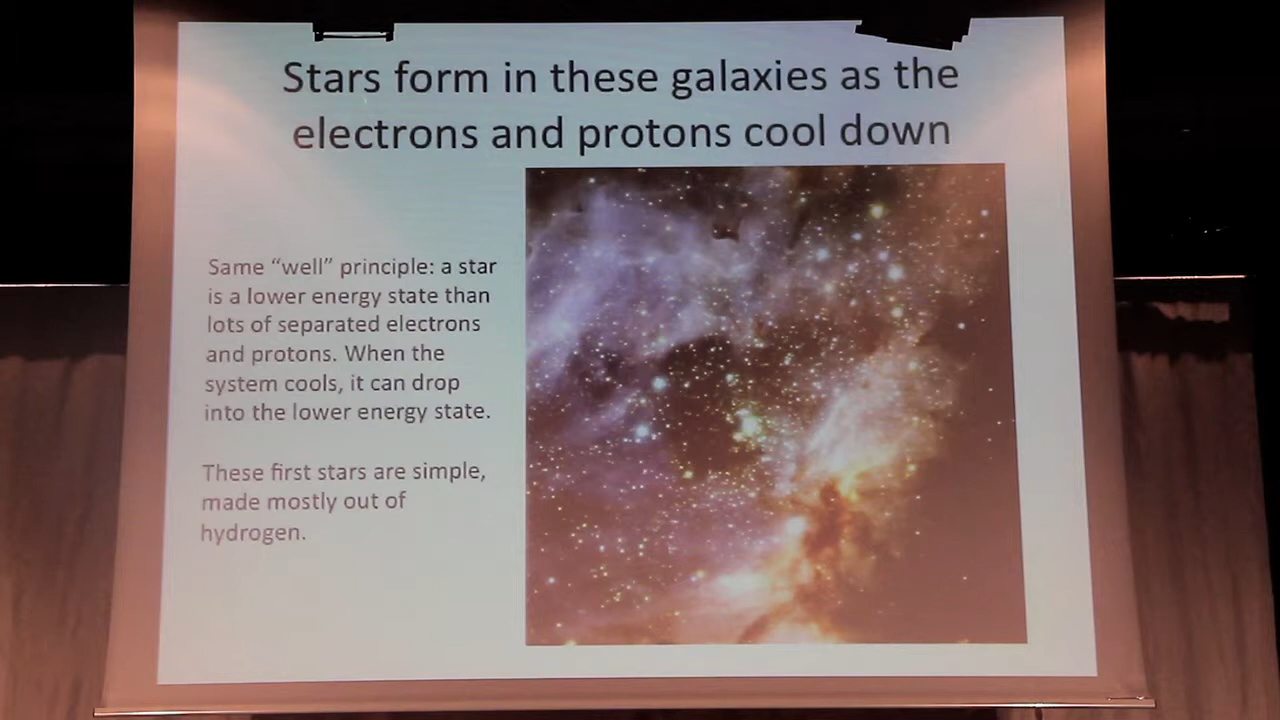 Stars form in these galaxies as the
electrons and protons cool down
Same “well” principle: a star
is a lower energy state than
lots of separated electrons
and protons. When the
system cools, it can drop
into the lower energy state.
These first stars are simple,
made mostly out of
hydrogen.